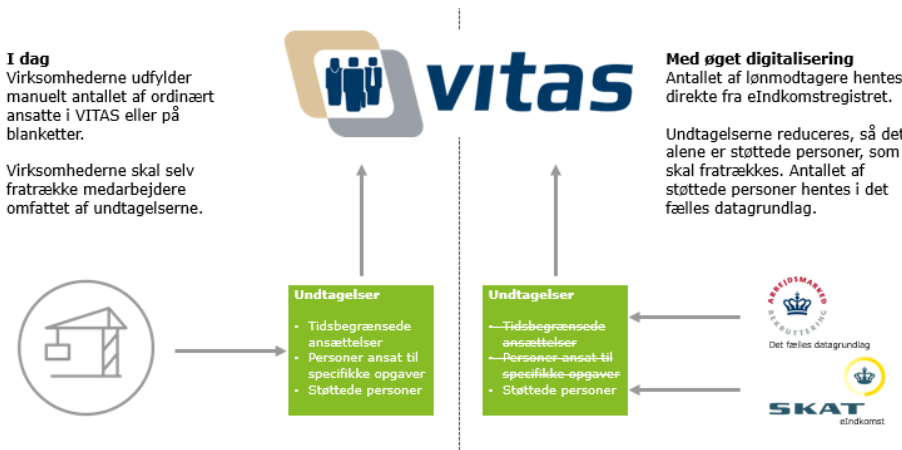 I dag
Virksomhederne udfylder
manuelt antallet af ordinært
ansatte i VITAS eller på
blanketter.
Virksomhederne skal selv
fratrække medarbejdere
omfattet af undtagelserne.
vitas
Med øget digitalisering
Antallet af lønmodtagere hentes
direkte fra eIndkomstregistret.
Undtagelserne reduceres, så det
alene er støttede personer, som
skal fratrækkes. Antallet af
støttede personer hentes i det
fælles datagrundlag.
Undtagelser
• Tidsbegrænsede
ansættelser
• Personer ansat til
specifikke opgaver
• Støttede personer
Undtagelser
• Tidsbegrænsede
ansættelser
• Personer ansat til
specifikke opgaver
• Støttede personer
ARBEJDSMARKED
REKRUTTERING
Det fælles datagrundlag
SKAT
eIndkomst